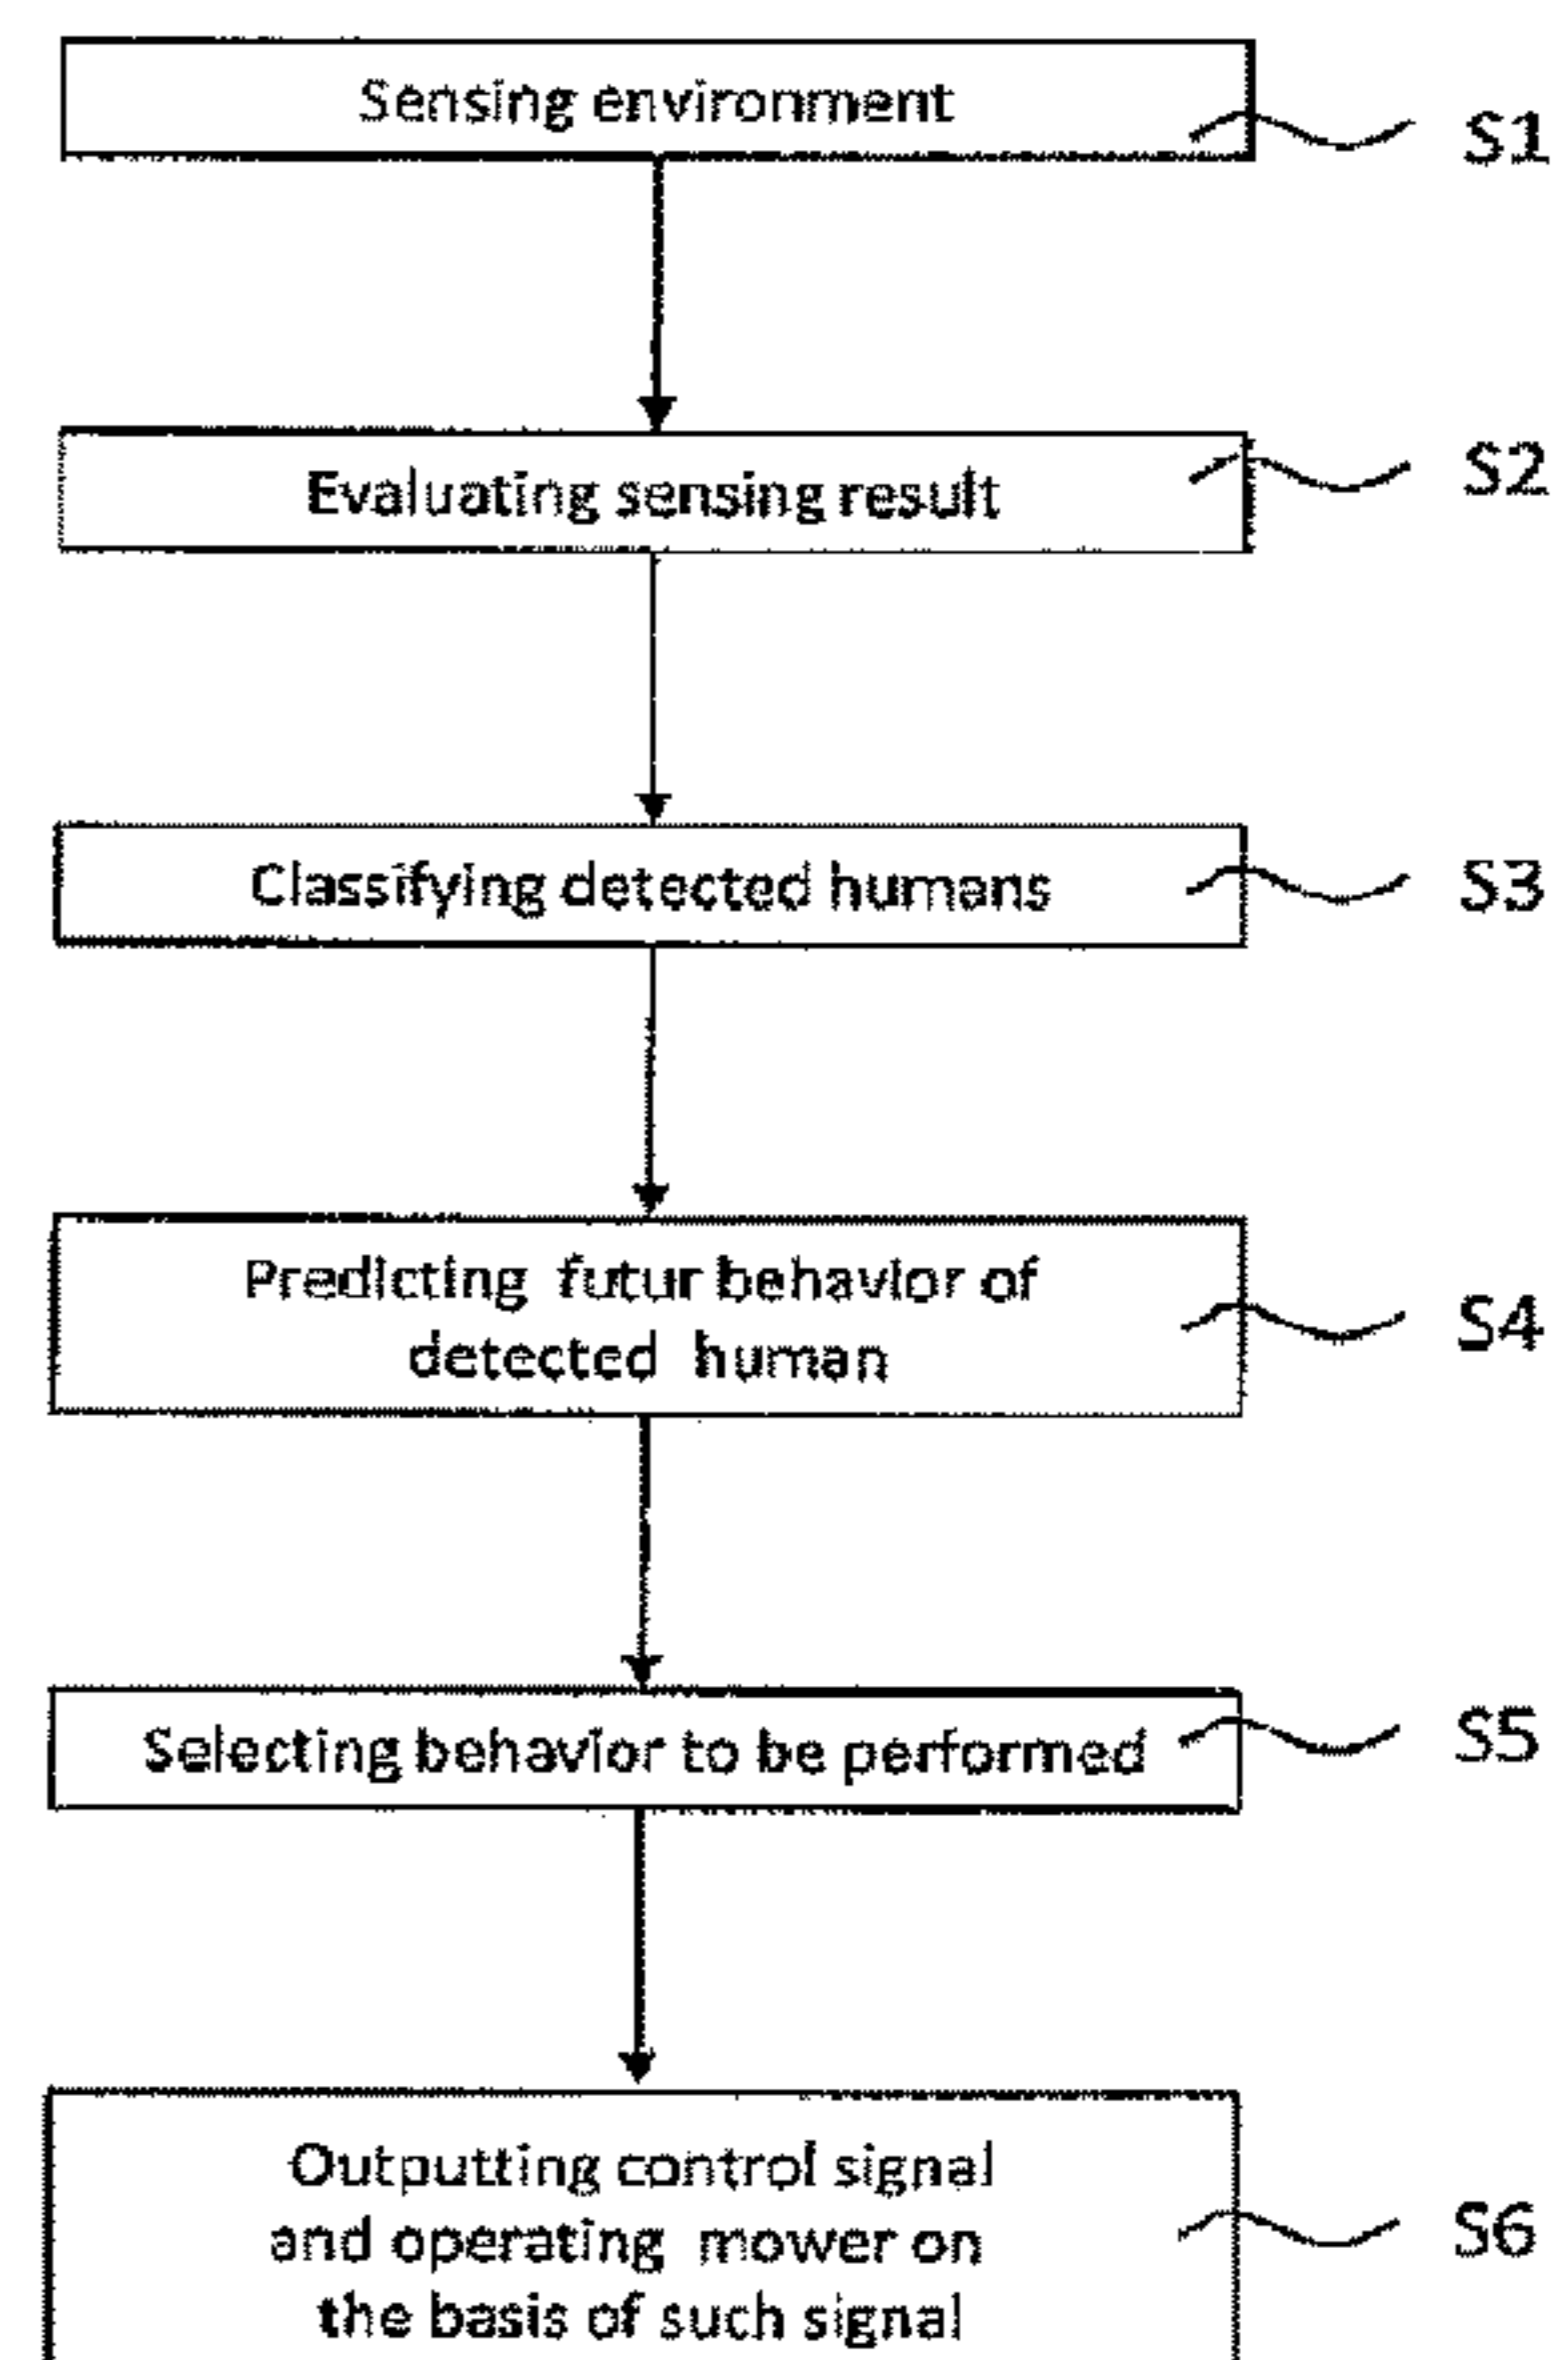 Sensing environment
S1
Evaluating sensing result
S2
Classifying detected humans
S3
Predicting futur behavior of
detected human
S4
Selecting behavior to be performed
S5
Outputting control signal
and operating mower on
the basis of such signal
S6